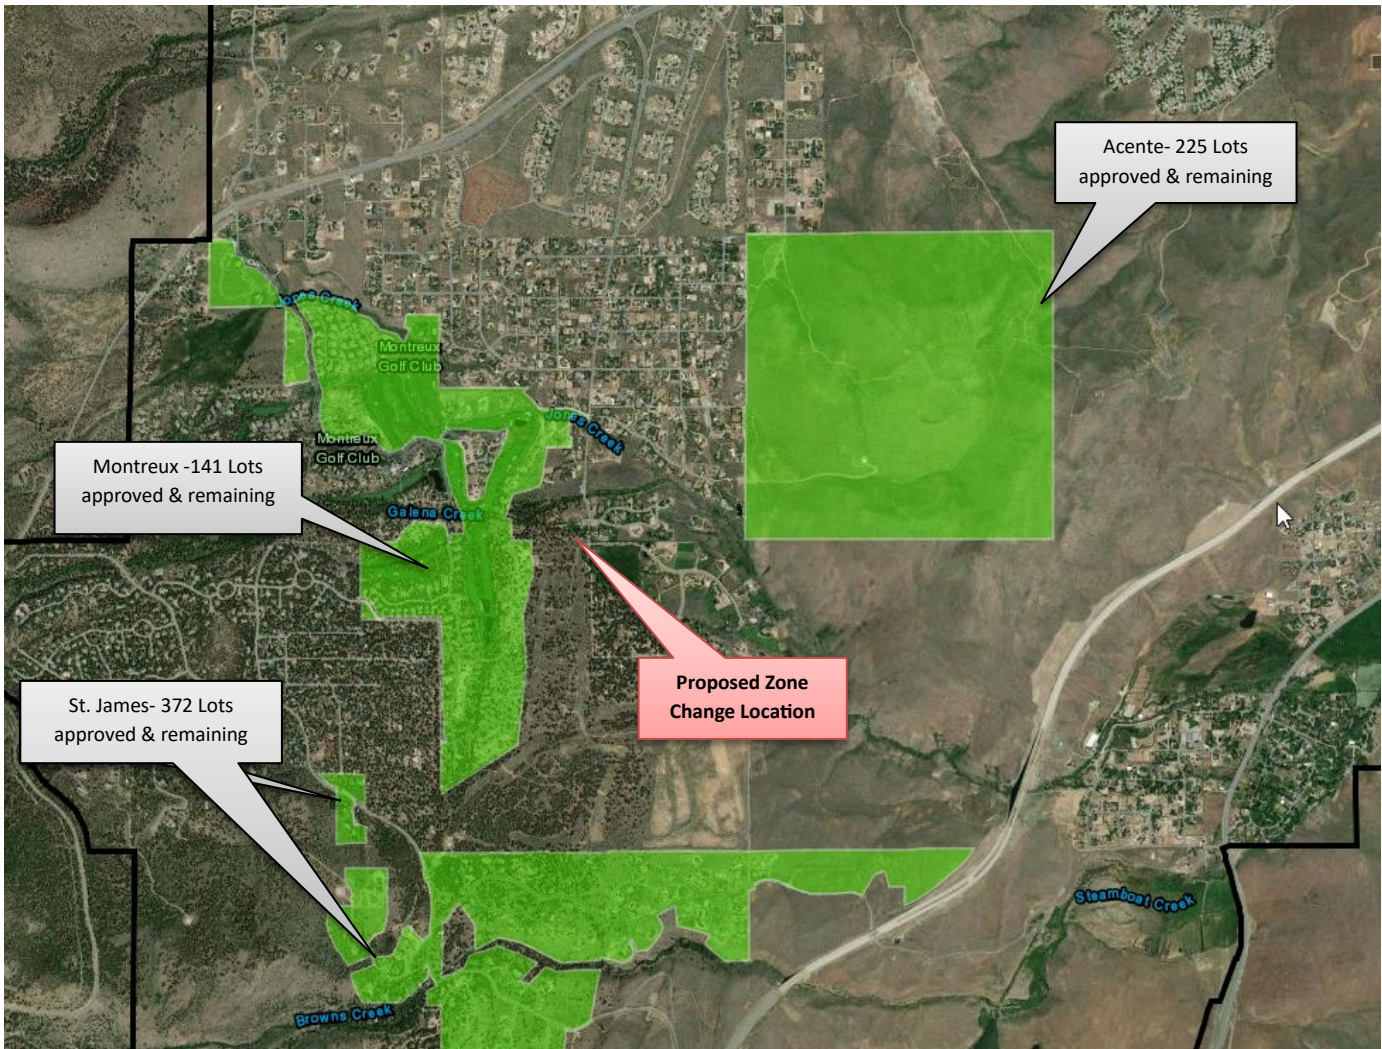 Acente- 225 Lots
approved & remaining
Jones Creek
Montreux
Golf Club
Jones Creek
Montreux
Golf Club
Montreux -141 Lots
approved & remaining
Galena Creek
Proposed Zone
Change Location
St. James- 372 Lots
approved & remaining
Steamboat Creek
Browns Creek